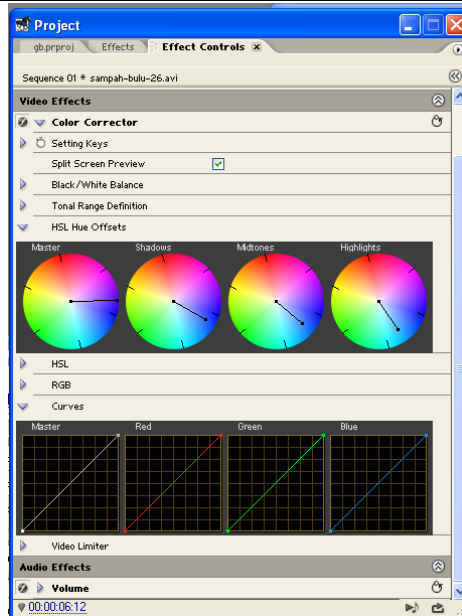 Project
gb.prproj Effects Effect Controls
Sequence 01 * sampah-bulu-26.avi
Video Effects
Color Corrector
Setting Keys
Split Screen Preview
Black/White Balance
Tonal Range Definition
HSL Hue Offsets
Master Shadows Midtones Highlights
HSL
RGB
Curves
Master Red Green Blue
Video Limiter
Audio Effects
Volume
00:00:06:12